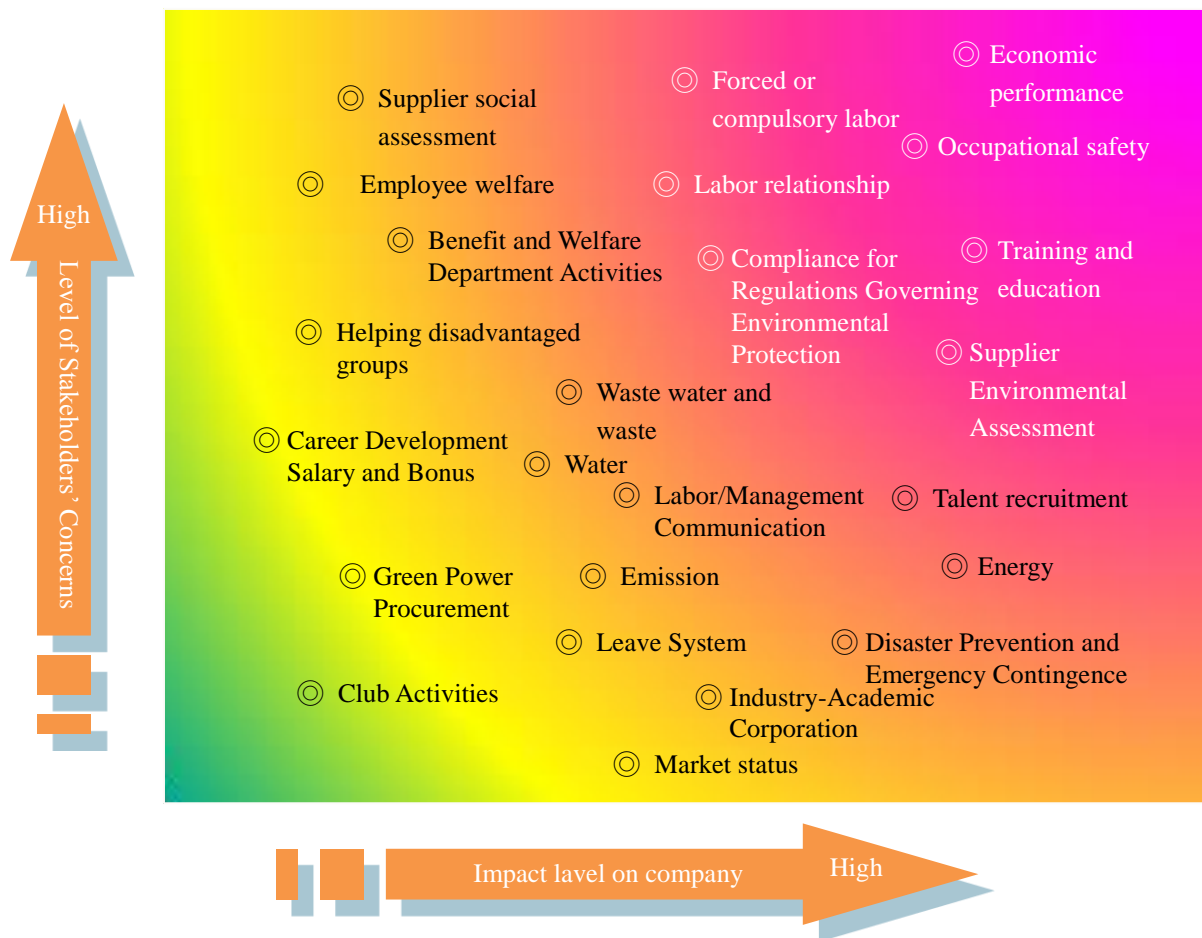 Economic
performance
Forced or
compulsory labor
Supplier social
assessment
Occupational safety
Employee welfare
Labor relationship
High
Benefit and Welfare
Department Activities
Compliance for
Regulations Governing
Environmental
Protection
Training and
education
Level of Stakeholders’ Concerns
Helping disadvantaged
groups
Supplier
Environmental
Assessment
Waste water and
waste
Career Development
Salary and Bonus
Water
Labor/Management
Communication
Talent recruitment
Green Power
Procurement
Emission
Energy
Leave System
Disaster Prevention and
Emergency Contingence
Club Activities
Industry-Academic
Corporation
Market status
Impact lavel on company
High